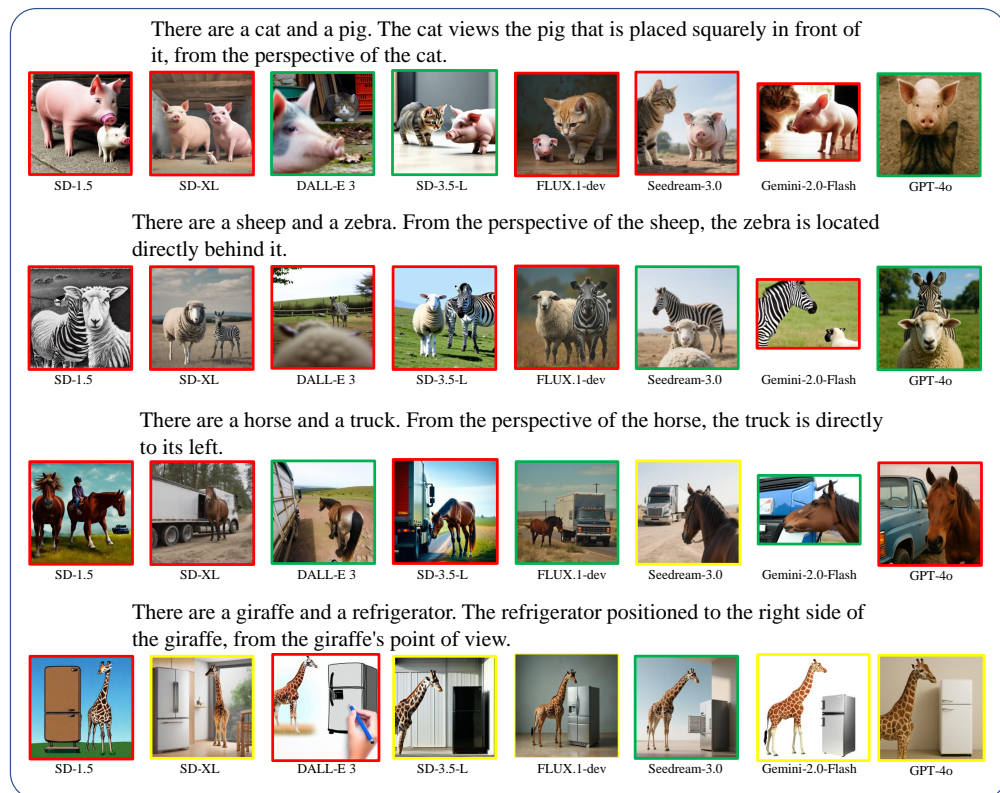 There are a cat and a pig. The cat views the pig that is placed squarely in front of
it, from the perspective of the cat.
SD-1.5
SD-XL
DALL-E 3
SD-3.5-L
FLUX.1-dev
Seedream-3.0
Gemini-2.0-Flash
GPT-4o
There are a sheep and a zebra. From the perspective of the sheep, the zebra is located
directly behind it.
SD-1.5
SD-XL
DALL-E 3
SD-3.5-L
FLUX.1-dev
Seedream-3.0
Gemini-2.0-Flash
GPT-4o
There are a horse and a truck. From the perspective of the horse, the truck is directly
to its left.
SD-1.5
SD-XL
DALL-E 3
SD-3.5-L
FLUX.1-dev
Seedream-3.0
Gemini-2.0-Flash
GPT-4o
There are a giraffe and a refrigerator. The refrigerator positioned to the right side of
the giraffe, from the giraffe's point of view.
SD-1.5
SD-XL
DALL-E 3
SD-3.5-L
FLUX.1-dev
Seedream-3.0
Gemini-2.0-Flash
GPT-4o